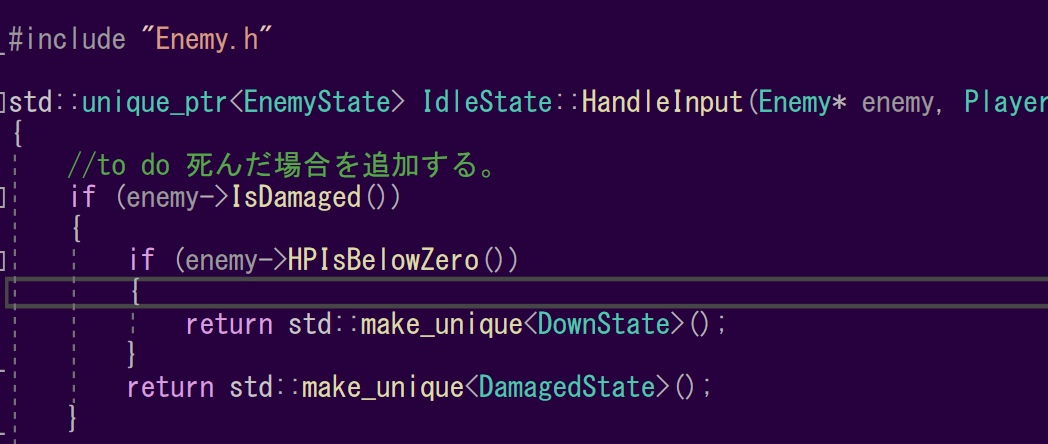 #include "Enemy.h"
std::unique_ptr<EnemyState> IdleState::HandleInput(Enemy* enemy, Player
{
//to do 死んだ場合を追加する。
if (enemy->IsDamaged())
{
if (enemy->HPIsBelowZero())
{
return std::make_unique<DownState>();
}
return std::make_unique<DamagedState>();
}